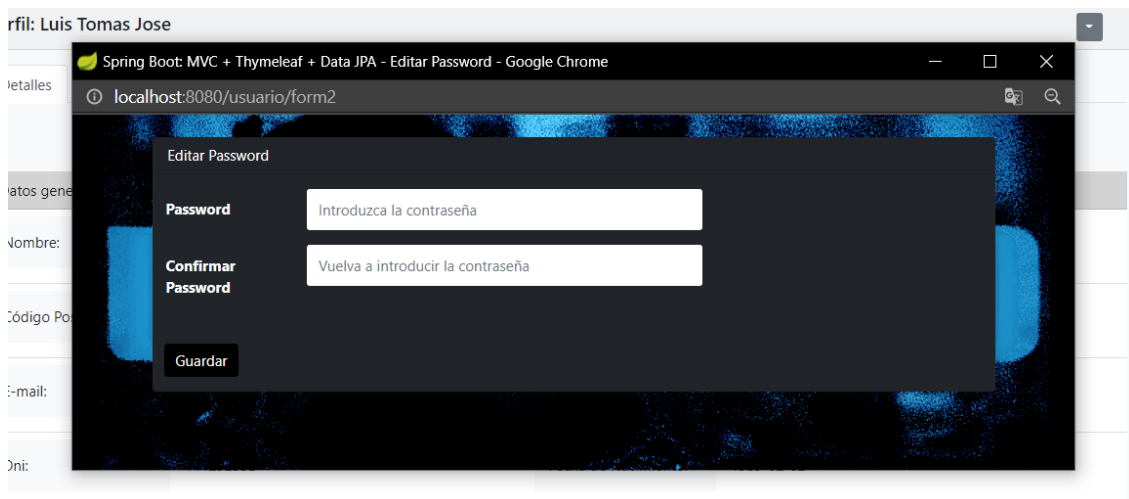 rfil: Luis Tomas Jose
Spring Boot: MVC + Thymeleaf + Data JPA - Editar Password - Google Chrome
localhost:8080/usuario/form2
Detalles
Editar Password
Datos gene
Password
Introduzca la contraseña
Nombre:
Confirmar
Password
Vuelva a introducir la contraseña
Código Pos
Guardar
E-mail:
Dni: